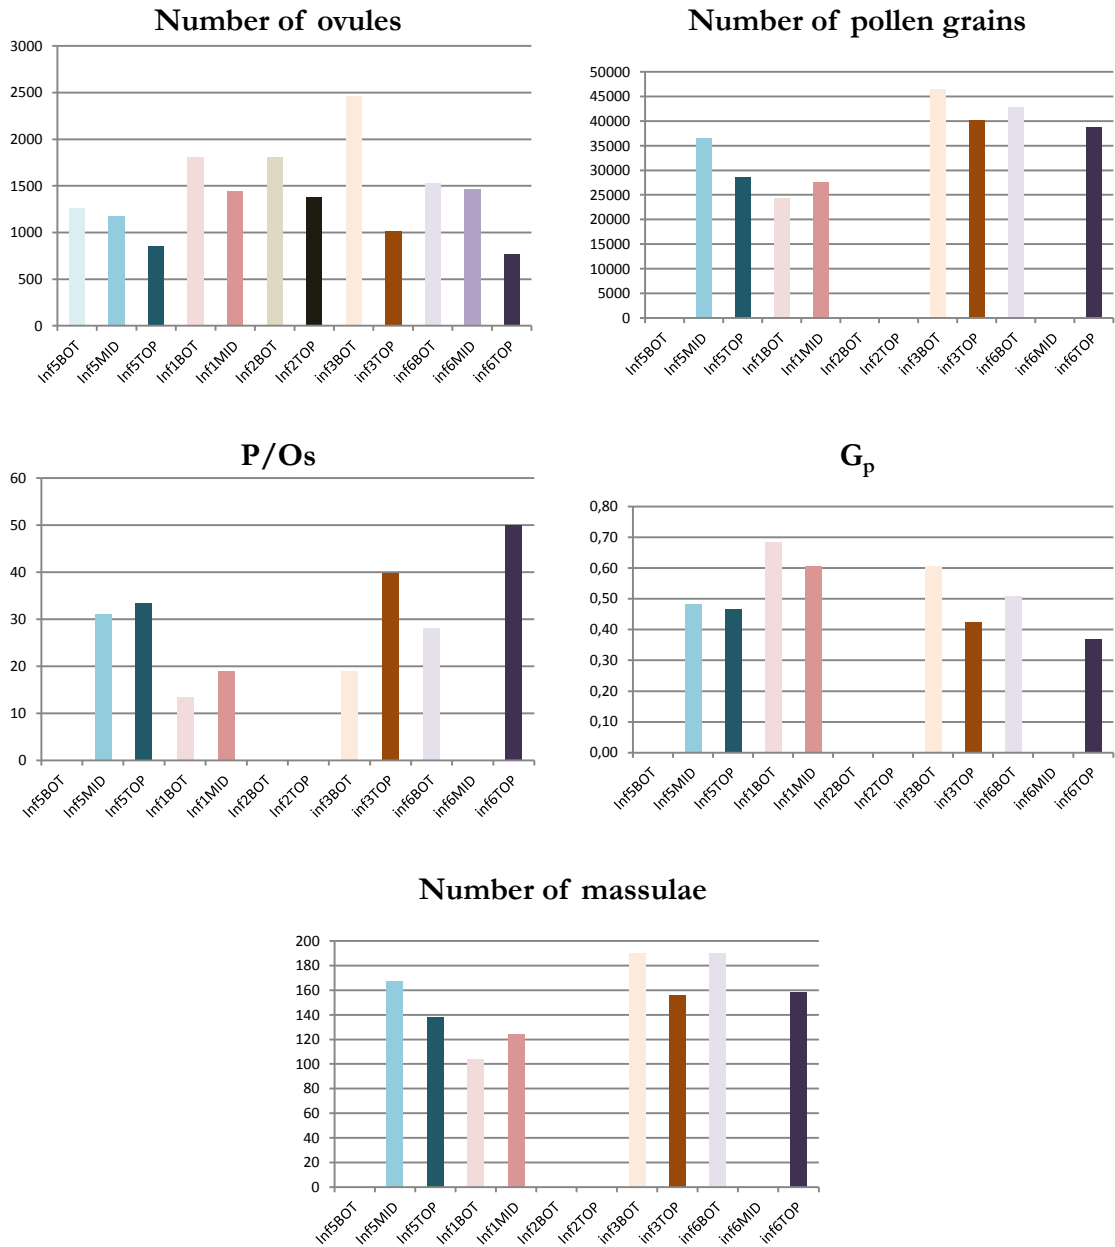 Number of ovules
3000
2500
2000
1500
1000
500
0
Inf5BOT
Inf5MID
Inf5TOP
Inf1BOT
Inf1MID
Inf2BOT
Inf2TOP
inf3BOT
inf3TOP
inf6BOT
inf6MID
inf6TOP
Number of pollen grains
50000
45000
40000
35000
30000
25000
20000
15000
10000
5000
0
Inf5BOT
Inf5MID
Inf5TOP
Inf1BOT
Inf1MID
Inf2BOT
Inf2TOP
inf3BOT
inf3TOP
inf6BOT
inf6MID
inf6TOP
P/Os
60
50
40
30
20
10
0
Inf5BOT
Inf5MID
Inf5TOP
Inf1BOT
Inf1MID
Inf2BOT
Inf2TOP
inf3BOT
inf3TOP
inf6BOT
inf6MID
inf6TOP
Gp
0,80
0,70
0,60
0,50
0,40
0,30
0,20
0,10
0,00
Inf5BOT
Inf5MID
Inf5TOP
Inf1BOT
Inf1MID
Inf2BOT
Inf2TOP
inf3BOT
inf3TOP
inf6BOT
inf6MID
inf6TOP
Number of massulae
200
180
160
140
120
100
80
60
40
20
0
Inf5BOT
Inf5MID
Inf5TOP
Inf1BOT
Inf1MID
Inf2BOT
Inf2TOP
inf3BOT
inf3TOP
inf6BOT
inf6MID
inf6TOP